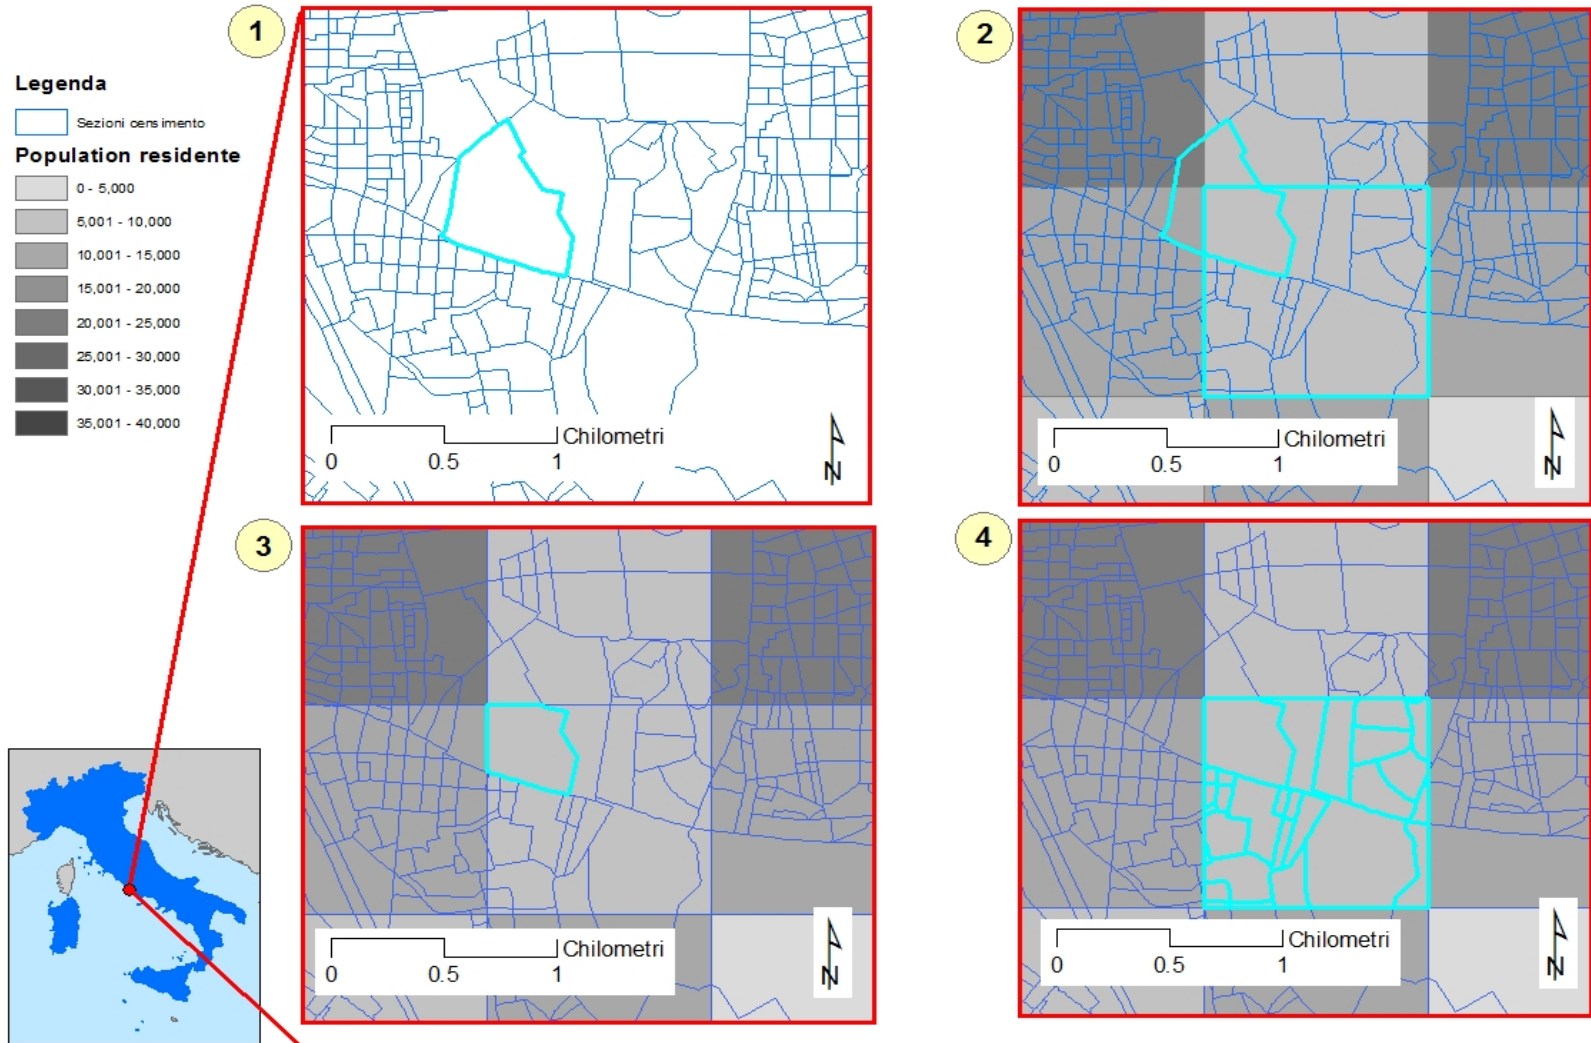 Legenda
Sezioni censimento
Population residente
0 - 5,000
5,001 - 10,000
10,001 - 15,000
15,001 - 20,000
20,001 - 25,000
25,001 - 30,000
30,001 - 35,000
35,001 - 40,000
1
Chilometri
0 0.5 1
N
2
Chilometri
0 0.5 1
N
3
Chilometri
0 0.5 1
N
4
Chilometri
0 0.5 1
N